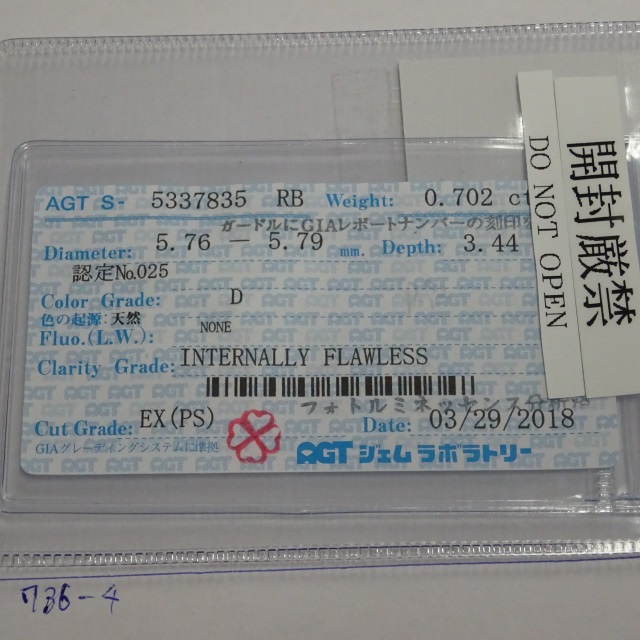 AGT S- 5337835 RB Weight: 0.702 ct
ガードルにGIAレポートナンバーの刻印を
Diameter: 5.76 — 5.79 mm. Depth: 3.44
認定No.025
Color Grade: D
色の起源: 天然
Fluo.(L.W.): NONE
Clarity Grade: INTERNALLY FLAWLESS
フォトルミネッセンス分
Cut Grade: EX(PS) Date: 03/29/2018
GIAグレーディングシステムに準拠
AGT ジェムラボラトリー
開封厳禁
DO NOT OPEN
736-4